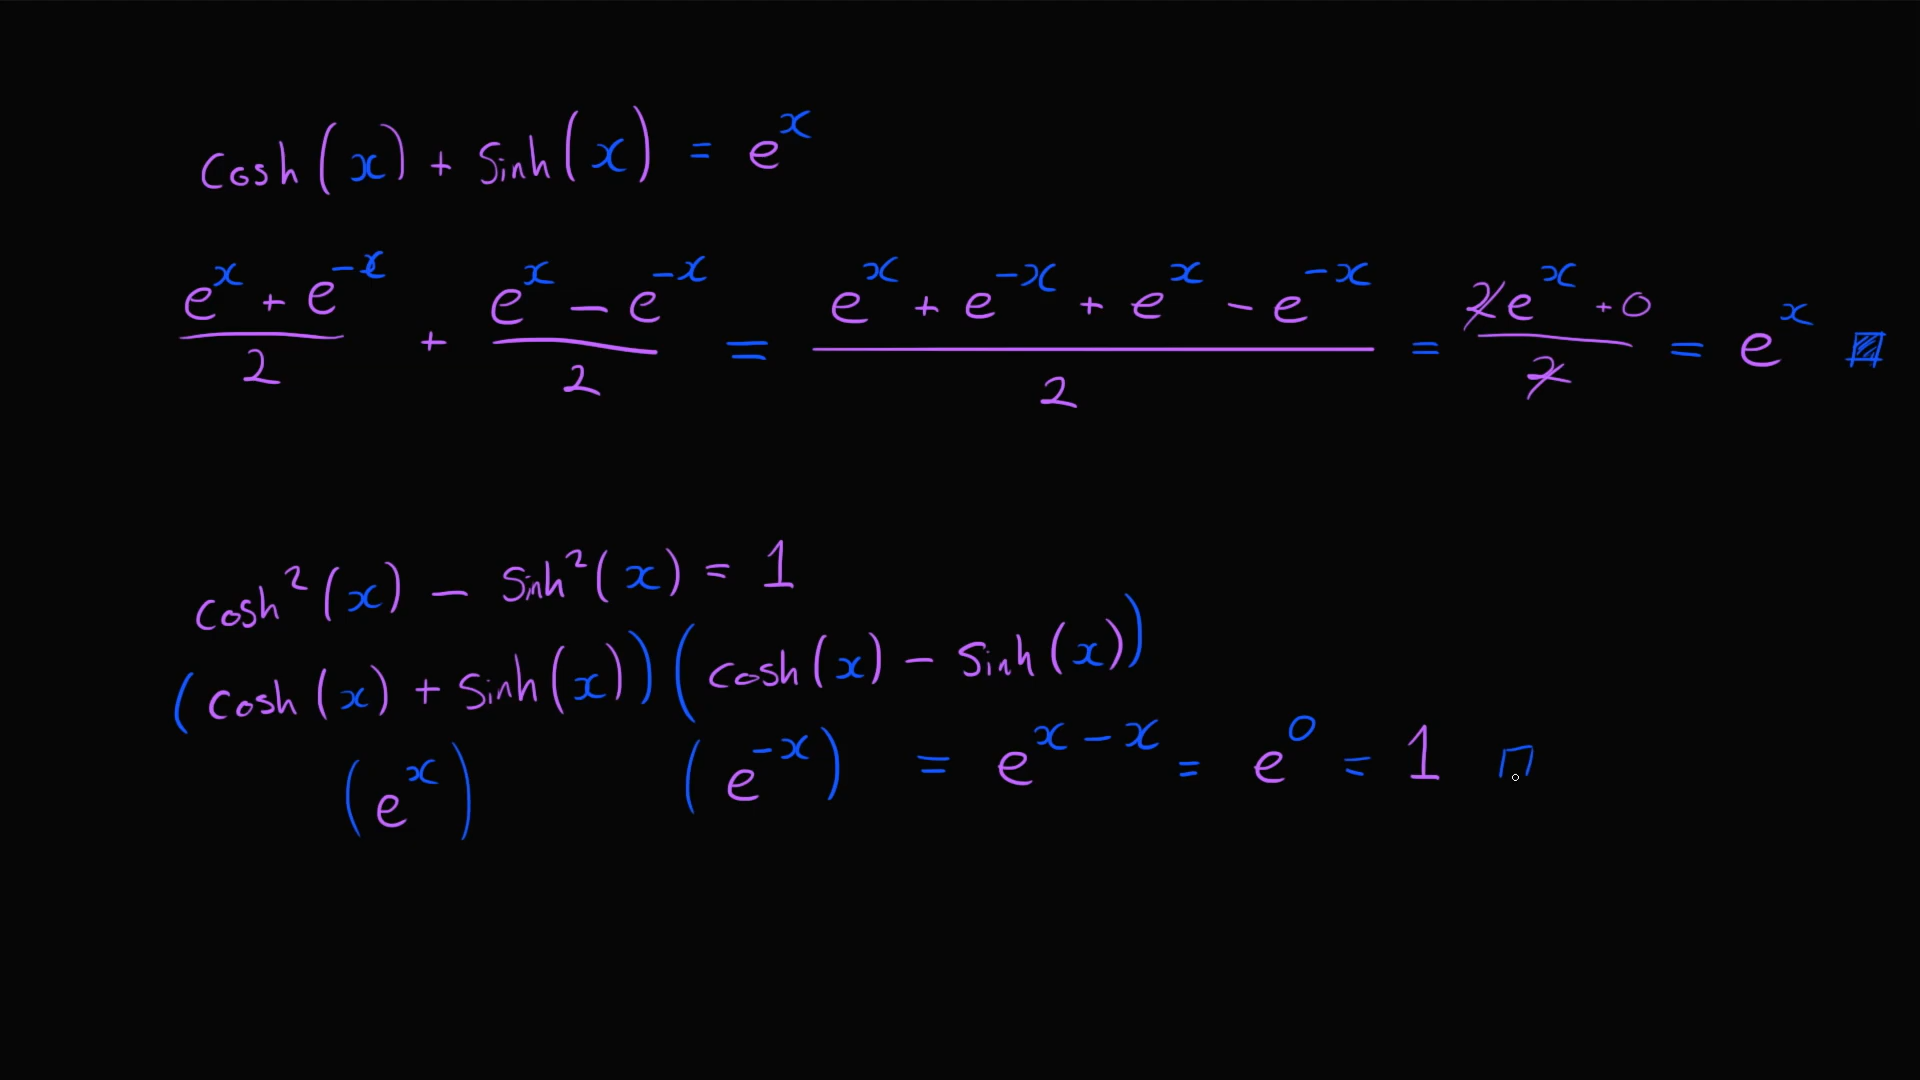 cosh(x) + sinh(x) = e^x
(e^x + e^-x)/2 + (e^x - e^-x)/2 = (e^x + e^-x + e^x - e^-x)/2 = (2e^x + 0)/2 = e^x ■
cosh²(x) - sinh²(x) = 1
(cosh(x) + sinh(x))(cosh(x) - sinh(x))
(e^x) (e^-x) = e^(x-x) = e^0 = 1